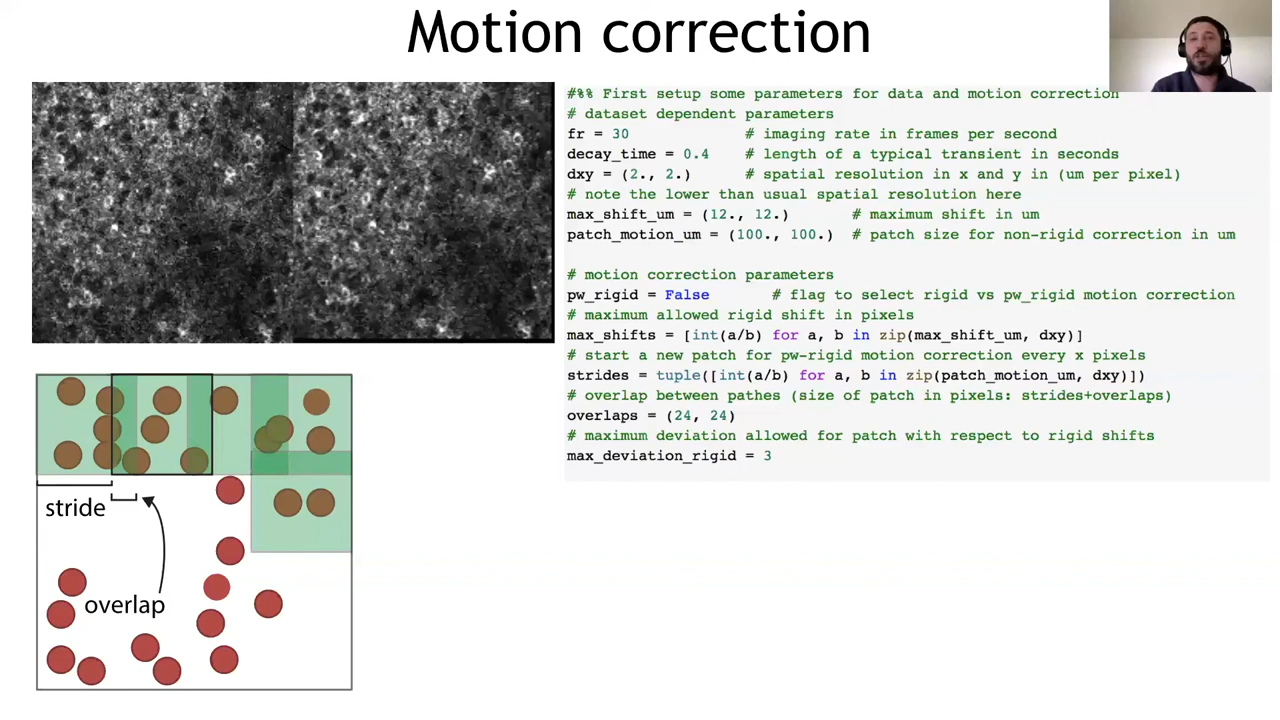 Motion correction
#%% First setup some parameters for data and motion correction
# dataset dependent parameters
fr = 30 # imaging rate in frames per second
decay_time = 0.4 # length of a typical transient in seconds
dxy = (2., 2.) # spatial resolution in x and y in (um per pixel)
# note the lower than usual spatial resolution here
max_shift_um = (12., 12.) # maximum shift in um
patch_motion_um = (100., 100.) # patch size for non-rigid correction in um
# motion correction parameters
pw_rigid = False # flag to select rigid vs pw_rigid motion correction
# maximum allowed rigid shift in pixels
max_shifts = [int(a/b) for a, b in zip(max_shift_um, dxy)]
# start a new patch for pw-rigid motion correction every x pixels
strides = tuple([int(a/b) for a, b in zip(patch_motion_um, dxy)])
# overlap between pathes (size of patch in pixels: strides+overlaps)
overlaps = (24, 24)
# maximum deviation allowed for patch with respect to rigid shifts
max_deviation_rigid = 3
stride
overlap